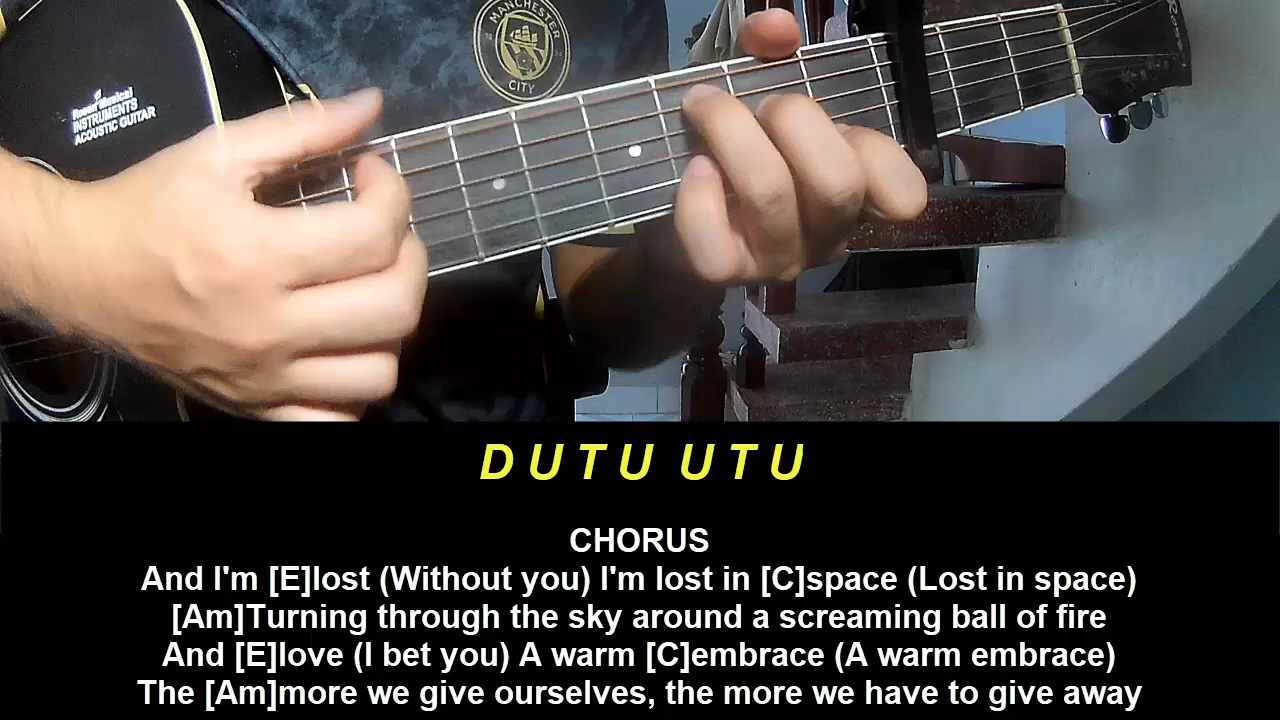 MANCHESTER
CITY
INSTRUMENTS
ACOUSTIC GUITAR
D U T U U T U
CHORUS
And I'm [E]lost (Without you) I'm lost in [C]space (Lost in space)
[Am]Turning through the sky around a screaming ball of fire
And [E]love (I bet you) A warm [C]embrace (A warm embrace)
The [Am]more we give ourselves, the more we have to give away